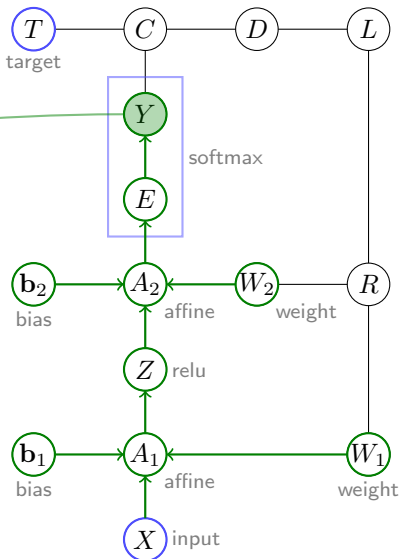 T C D L
target
Y
softmax
E
b₂ A₂ W₂ R
bias affine weight
Z relu
b₁ A₁ W₁
bias affine weight
X input